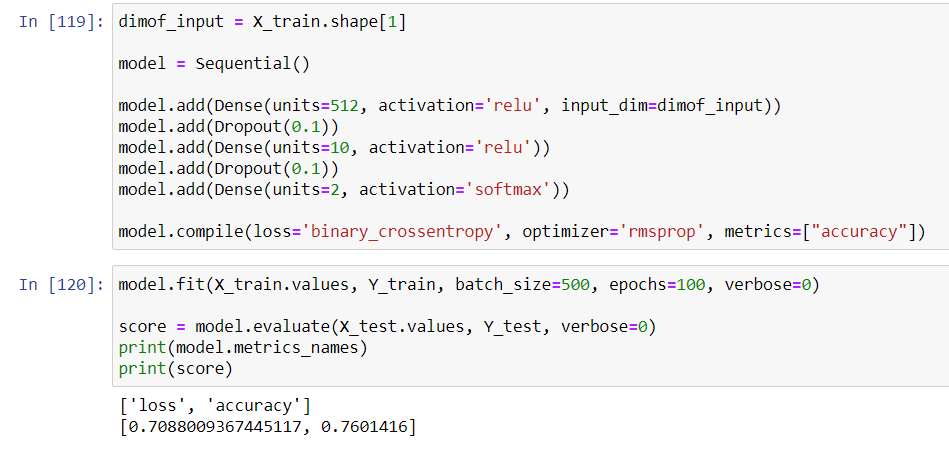 In [119]: dimof_input = X_train.shape[1]
model = Sequential()
model.add(Dense(units=512, activation='relu', input_dim=dimof_input))
model.add(Dropout(0.1))
model.add(Dense(units=10, activation='relu'))
model.add(Dropout(0.1))
model.add(Dense(units=2, activation='softmax'))
model.compile(loss='binary_crossentropy', optimizer='rmsprop', metrics=["accuracy"])
In [120]: model.fit(X_train.values, Y_train, batch_size=500, epochs=100, verbose=0)
score = model.evaluate(X_test.values, Y_test, verbose=0)
print(model.metrics_names)
print(score)
['loss', 'accuracy']
[0.7088009367445117, 0.7601416]